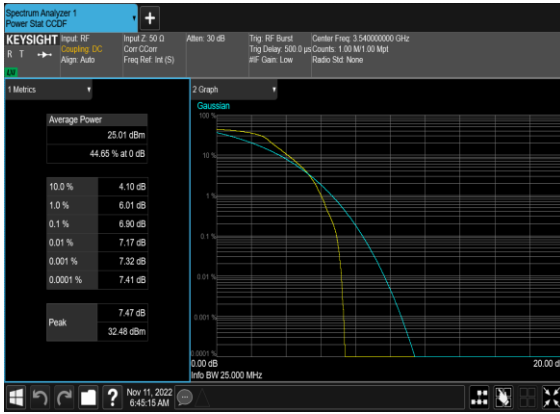 Spectrum Analyzer 1
Power Stat CCDF
+
KEYSIGHT
R T
LXI
Input: RF
Coupling: DC
Align: Auto
Input Z: 50 Ω
Corr CCorr
Freq Ref: Int (S)
Atten: 30 dB
Trig: RF Burst
Trig Delay: 500.0 µs
#IF Gain: Low
Center Freq: 3.540000000 GHz
Counts: 1.00 M/1.00 Mpt
Radio Std: None
1 Metrics
Average Power
25.01 dBm
44.65 % at 0 dB
10.0 % 4.10 dB
1.0 % 6.01 dB
0.1 % 6.90 dB
0.01 % 7.17 dB
0.001 % 7.32 dB
0.0001 % 7.41 dB
Peak
7.47 dB
32.48 dBm
2 Graph
Gaussian
100 %
10 %
1 %
0.1 %
0.01 %
0.001 %
0.0001 %
0.00 dB
20.00 d
Info BW 25.000 MHz
?
Nov 11, 2022
6:45:15 AM